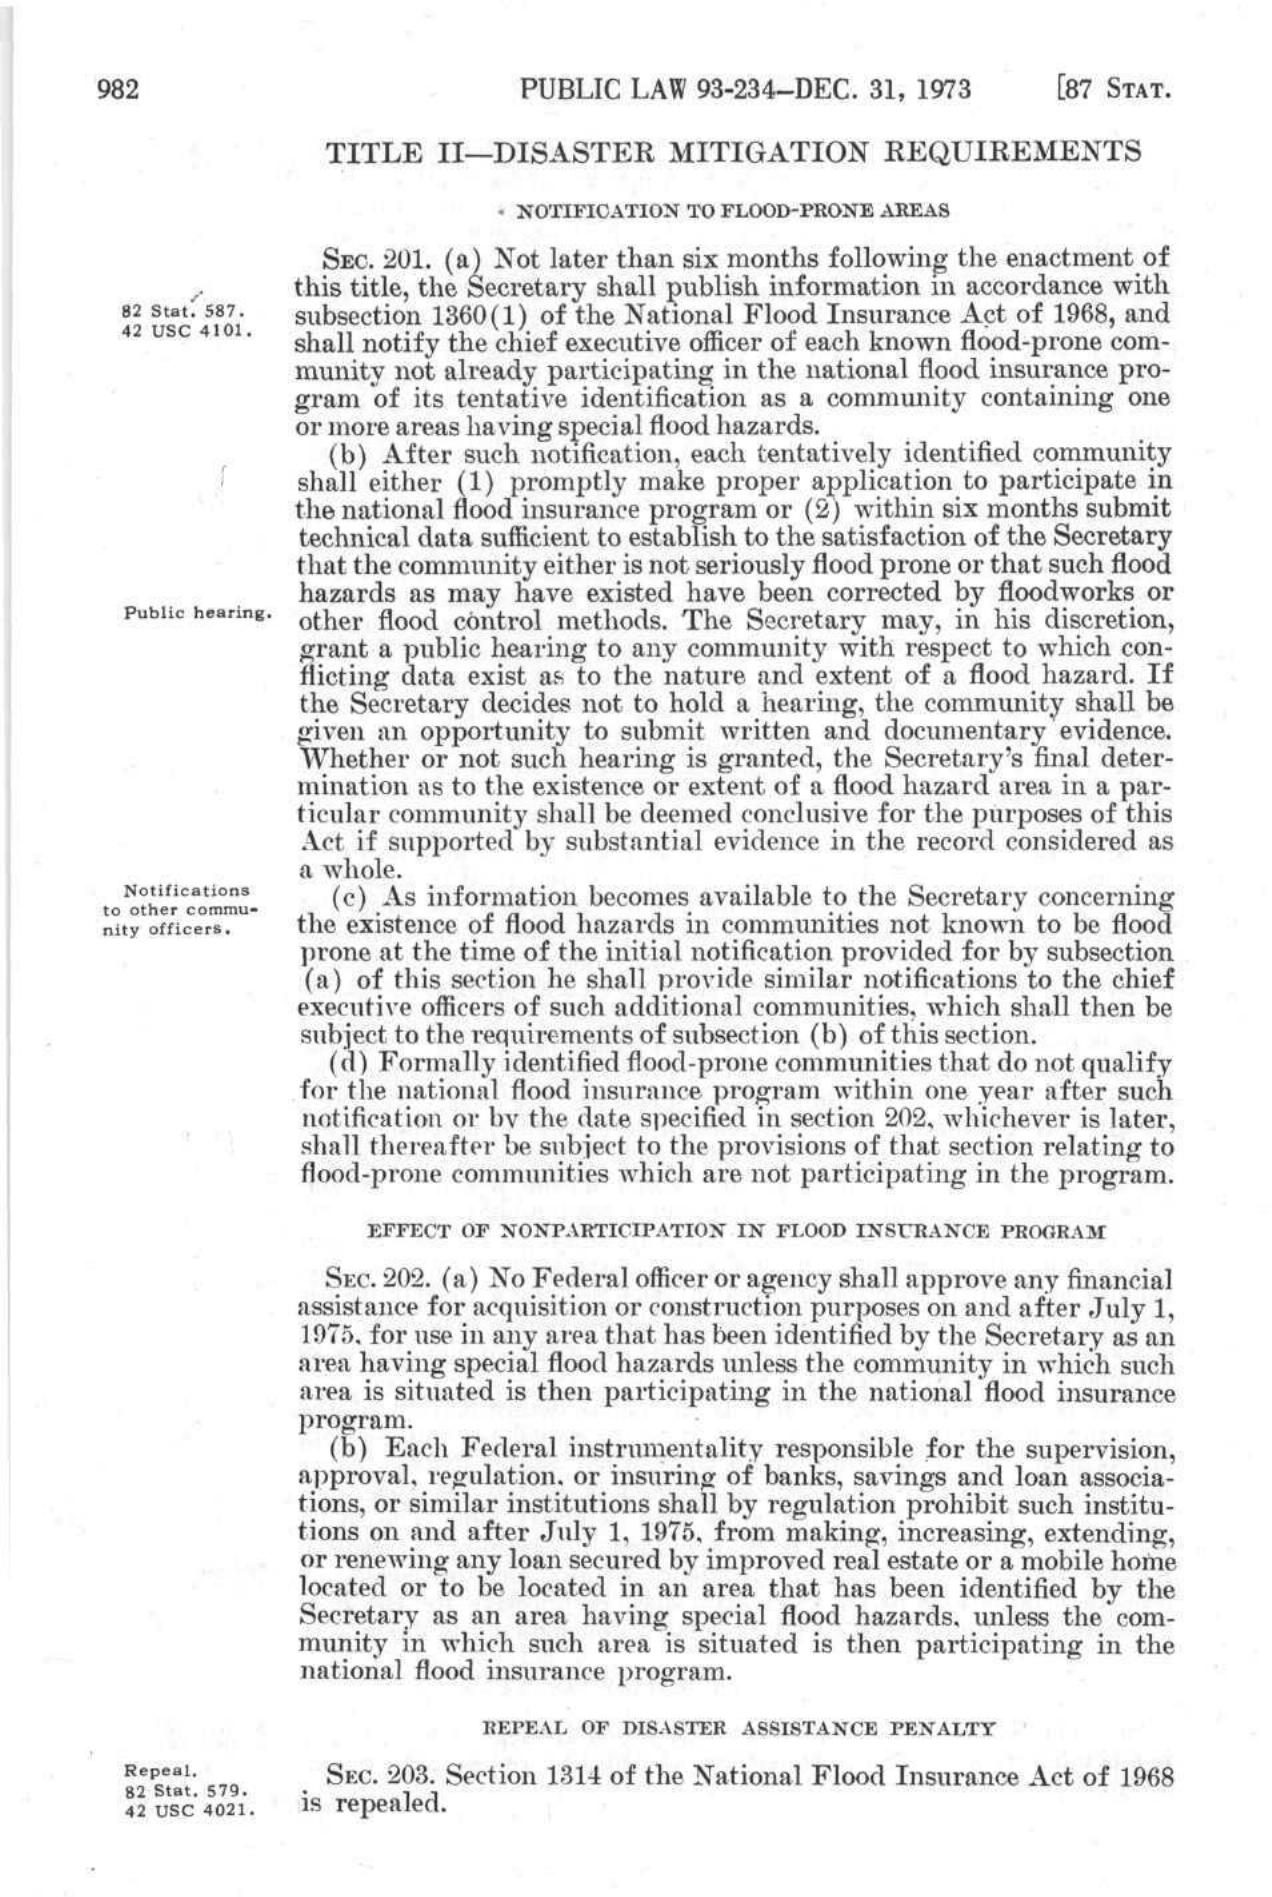 982
PUBLIC LAW 93-234–DEC. 31, 1973
[87 STAT.
TITLE II—DISASTER MITIGATION REQUIREMENTS
NOTIFICATION TO FLOOD-PRONE AREAS
82 Stat. 587.
42 USC 4101.
SEC. 201. (a) Not later than six months following the enactment of
this title, the Secretary shall publish information in accordance with
subsection 1360(1) of the National Flood Insurance Act of 1968, and
shall notify the chief executive officer of each known flood-prone com-
munity not already participating in the national flood insurance pro-
gram of its tentative identification as a community containing one
or more areas having special flood hazards.
(b) After such notification, each tentatively identified community
shall either (1) promptly make proper application to participate in
the national flood insurance program or (2) within six months submit
technical data sufficient to establish to the satisfaction of the Secretary
that the community either is not seriously flood prone or that such flood
hazards as may have existed have been corrected by floodworks or
Public hearing.
other flood control methods. The Secretary may, in his discretion,
grant a public hearing to any community with respect to which con-
flicting data exist as to the nature and extent of a flood hazard. If
the Secretary decides not to hold a hearing, the community shall be
given an opportunity to submit written and documentary evidence.
Whether or not such hearing is granted, the Secretary's final deter-
mination as to the existence or extent of a flood hazard area in a par-
ticular community shall be deemed conclusive for the purposes of this
Act if supported by substantial evidence in the record considered as
a whole.
Notifications
to other commu-
nity officers.
(c) As information becomes available to the Secretary concerning
the existence of flood hazards in communities not known to be flood
prone at the time of the initial notification provided for by subsection
(a) of this section he shall provide similar notifications to the chief
executive officers of such additional communities, which shall then be
subject to the requirements of subsection (b) of this section.
(d) Formally identified flood-prone communities that do not qualify
for the national flood insurance program within one year after such
notification or by the date specified in section 202, whichever is later,
shall thereafter be subject to the provisions of that section relating to
flood-prone communities which are not participating in the program.
EFFECT OF NONPARTICIPATION IN FLOOD INSURANCE PROGRAM
SEC. 202. (a) No Federal officer or agency shall approve any financial
assistance for acquisition or construction purposes on and after July 1,
1975, for use in any area that has been identified by the Secretary as an
area having special flood hazards unless the community in which such
area is situated is then participating in the national flood insurance
program.
(b) Each Federal instrumentality responsible for the supervision,
approval, regulation, or insuring of banks, savings and loan associa-
tions, or similar institutions shall by regulation prohibit such institu-
tions on and after July 1, 1975, from making, increasing, extending,
or renewing any loan secured by improved real estate or a mobile home
located or to be located in an area that has been identified by the
Secretary as an area having special flood hazards, unless the com-
munity in which such area is situated is then participating in the
national flood insurance program.
REPEAL OF DISASTER ASSISTANCE PENALTY
Repeal.
82 Stat. 579.
42 USC 4021.
SEC. 203. Section 1314 of the National Flood Insurance Act of 1968
is repealed.